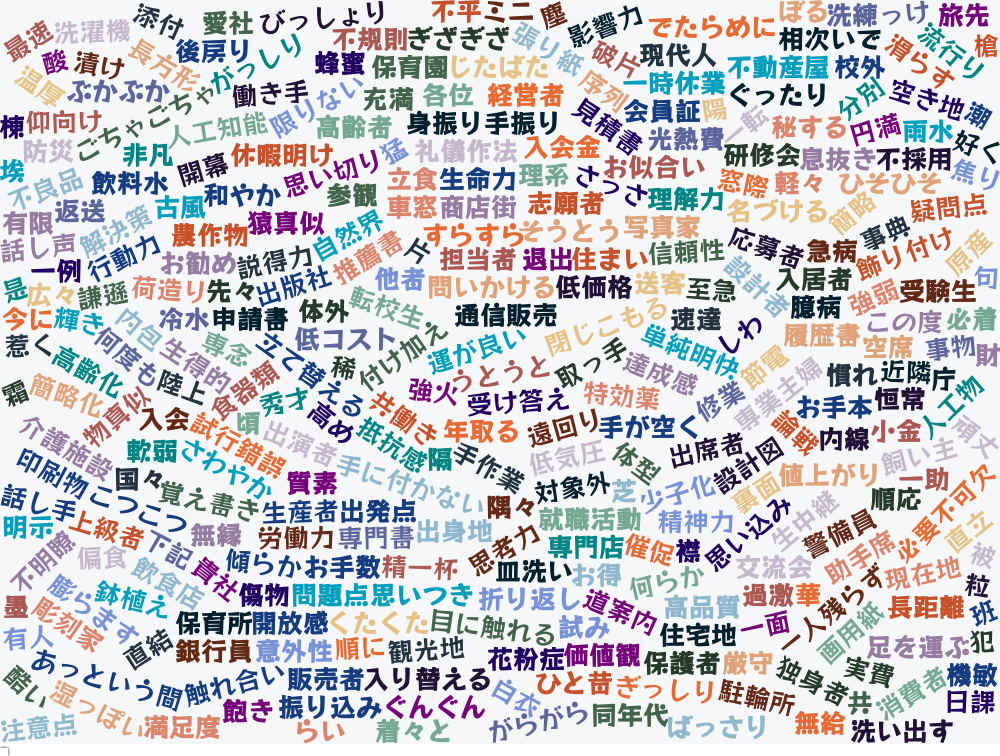 最速
洗濯機
添付
愛社
びっしょり
不平
ミニ
塵
影響力
でたらめに
ぼる
洗練
っけ
旅先
酸
漬け
長方形
後戻り
がっしり
不規則
ぎざぎざ
張り紙
破片
現代人
相次いで
滑らす
流行り
槍
温厚
ぶかぶか
ごちゃごちゃ
働き手
蜂蜜
保育園
じたばた
序列
一時休業
不動産屋
校外
分別
空き地
潮
棟
仰向け
人工知能
限りない
充満
各位
経営者
見積書
会員証
陽
ぐったり
防災
非凡
開幕
休暇明け
高齢者
身振り手振り
光熱費
一転
秘する
円満
雨水
好く
埃
不良品
飲料水
和やか
思い切り
猛
礼儀作法
入会金
お似合い
研修会
息抜き
不採用
焦り
有限
返送
古風
猿真似
参観
立食
生命力
理系
さっさ
理解力
窓際
軽々
ひそひそ
話し声
解決策
農作物
自然界
車窓
商店街
志願者
名づける
簡略
疑問点
一例
行動力
お勧め
説得力
推薦書
片
すらすら
そうとう
写真家
応募者
急病
事典
飾り付け
原産
是
広々
謙遜
荷造り
先々
出版社
他者
担当者
退出
住まい
信頼性
設計者
入居者
句
今に
輝き
内包
冷水
申請書
体外
転校生
問いかける
低価格
送客
至急
臆病
強弱
受験生
惹く
何度も
生得的
専念
立て替える
低コスト
付け加え
通信販売
閉じこもる
速達
しわ
履歴書
この度
必着
高齢化
陸上
食器類
稀
運が良い
単純明快
節電
空席
事物
財
霜
簡略化
物真似
秀才
高め
共働き
強火
うとうと
取っ手
達成感
修業
専業主婦
慣れ
近隣
庁
入会
試行錯誤
頃
抵抗感
年取る
受け答え
特効薬
お手本
恒常
人工物
介護施設
軟弱
さわやか
出演者
隔
手作業
遠回り
手が空く
論戦
内線
小金
頑丈
印刷物
国々
覚え書き
質素
手に付かない
低気圧
体型
出席者
設計図
値上がり
飼い主
一助
話し手
こつこつ
生産者
出発点
隅々
対象外
芝
少子化
裏面
順応
不可欠
明示
上級者
下記
無縁
労働力
専門書
出身地
就職活動
精神力
思い込み
生中継
警備員
必要
直立
不明瞭
偏食
飲食店
貴社
傾らか
お手数
精一杯
思考力
専門店
催促
襟
交流会
助手席
現在地
被
膨らます
鉢植え
傷物
問題点
思いつき
皿洗い
お得
何らか
過激
華
一人残らず
粒
墨
彫刻家
保育所
開放感
くたくた
目に触れる
折り返し
道案内
高品質
画用紙
長距離
班
有人
直結
銀行員
意外性
順に
観光地
試み
住宅地
一面
足を運ぶ
犯
酷い
あっという間
触れ合い
販売者
入り替える
花粉症
価値観
保護者
厳守
独身者
実費
機敏
湿っぽい
飽き
振り込み
ぐんぐん
白衣
ひと昔
ぎっしり
駐輪所
共
消費者
日課
注意点
満足度
らい
着々と
がらがら
同年代
ばっさり
無給
洗い出す